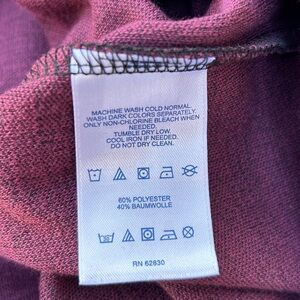 MACHINE WASH COLD NORMAL.
WASH DARK COLORS SEPARATELY.
ONLY NON-CHLORINE BLEACH WHEN
NEEDED.
TUMBLE DRY LOW.
COOL IRON IF NEEDED.
DO NOT DRY CLEAN.
60% POLYESTER
40% BAUMWOLLE
RN 62830